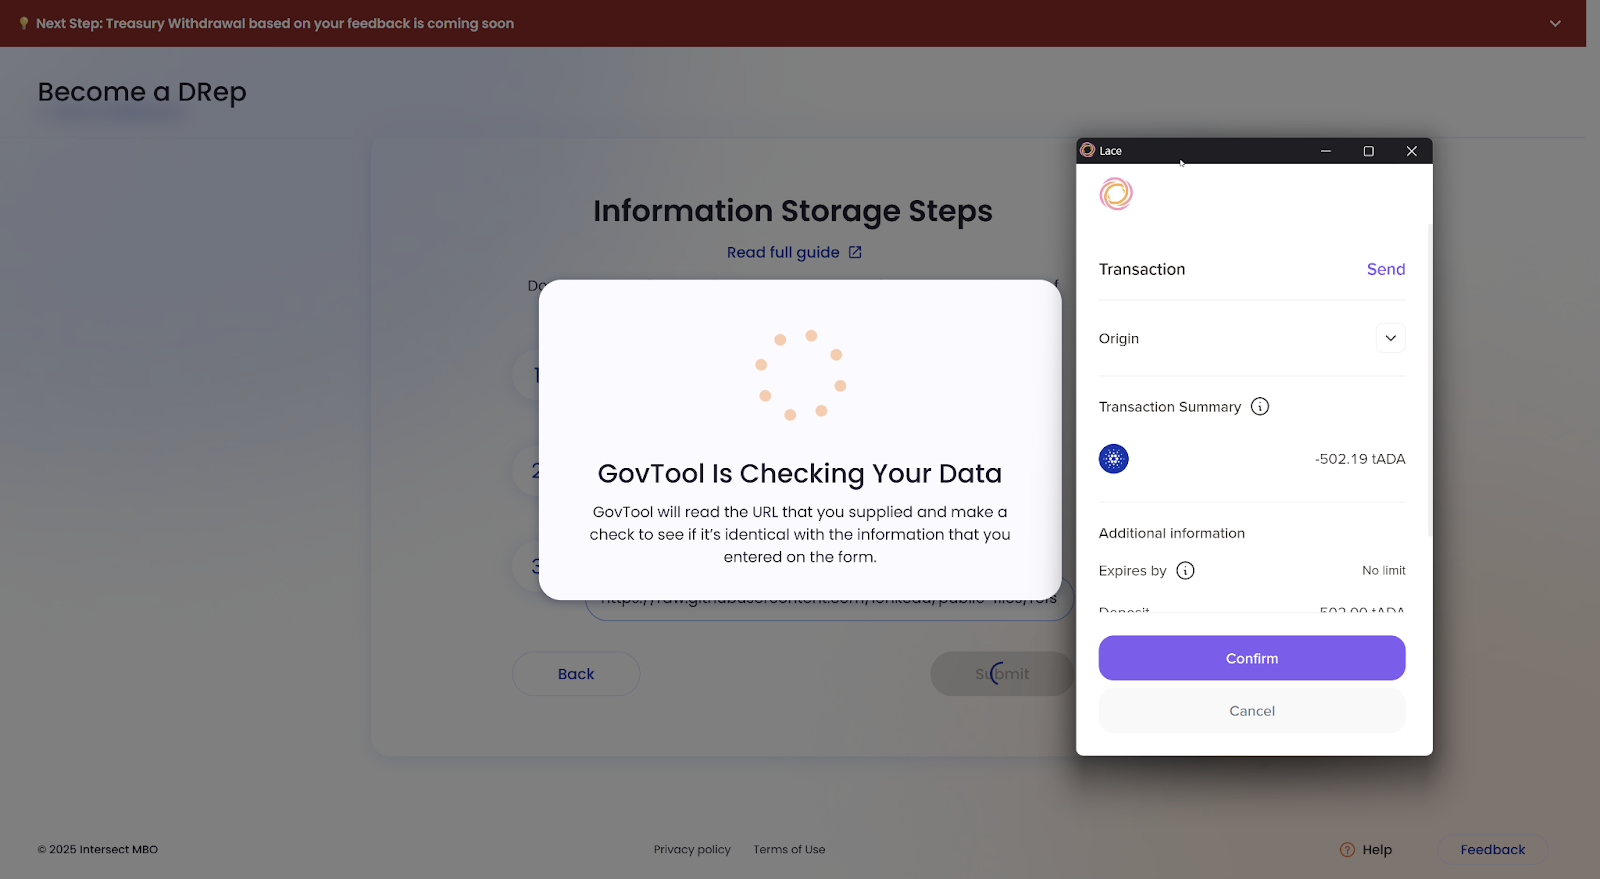 Next Step: Treasury Withdrawal based on your feedback is coming soon
Become a DRep
Information Storage Steps
Read full guide
Do
f
1
2
3
GovTool Is Checking Your Data
GovTool will read the URL that you supplied and make a
check to see if it's identical with the information that you
entered on the form.
Back
Submit
Lace
Transaction
Send
Origin
Transaction Summary
-502.19 tADA
Additional information
Expires by
No limit
Deposit
502.00 tADA
Confirm
Cancel
© 2025 Intersect MBO
Privacy policy
Terms of Use
? Help
Feedback